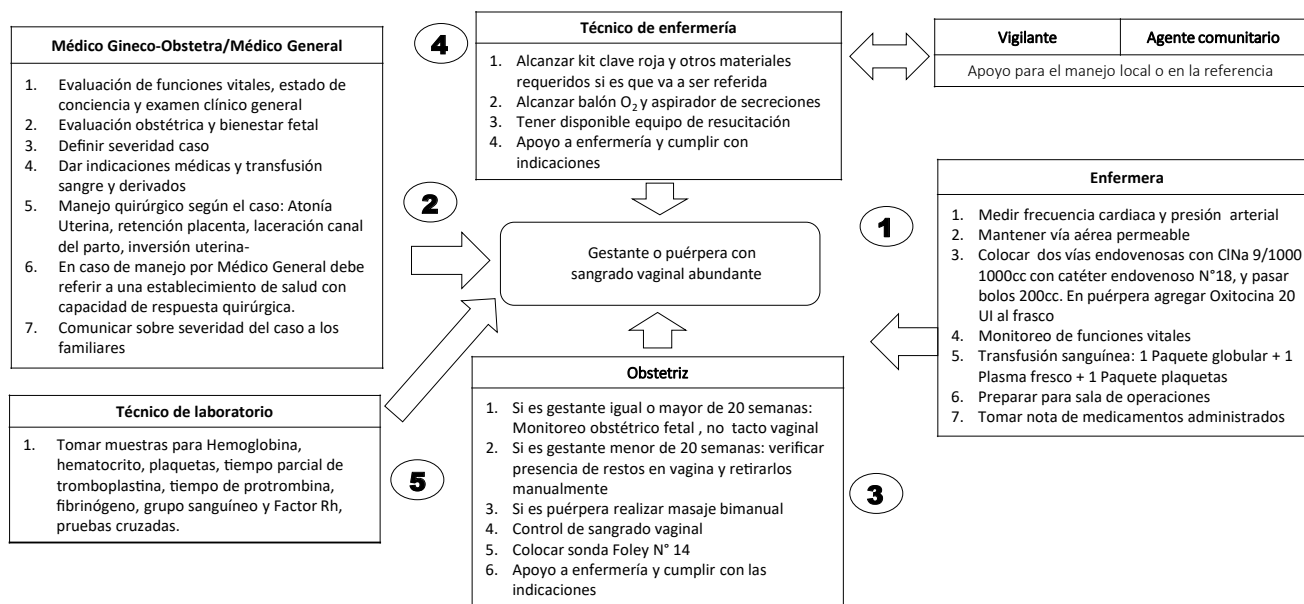 Médico Gineco-Obstetra/Médico General
1. Evaluación de funciones vitales, estado de
conciencia y examen clínico general
2. Evaluación obstétrica y bienestar fetal
3. Definir severidad caso
4. Dar indicaciones médicas y transfusión
sangre y derivados
5. Manejo quirúrgico según el caso: Atonía
Uterina, retención placenta, laceración canal
del parto, inversión uterina-
6. En caso de manejo por Médico General debe
referir a una establecimiento de salud con
capacidad de respuesta quirúrgica.
7. Comunicar sobre severidad del caso a los
familiares
2
4
Técnico de enfermería
1. Alcanzar kit clave roja y otros materiales
requeridos si es que va a ser referida
2. Alcanzar balón O2 y aspirador de secreciones
3. Tener disponible equipo de resucitación
4. Apoyo a enfermería y cumplir con
indicaciones
Vigilante
Agente comunitario
Apoyo para el manejo local o en la referencia
Gestante o puérpera con
sangrado vaginal abundante
1
Enfermera
1. Medir frecuencia cardiaca y presión arterial
2. Mantener vía aérea permeable
3. Colocar dos vías endovenosas con ClNa 9/1000
1000cc con catéter endovenoso N°18, y pasar
bolos 200cc. En puérpera agregar Oxitocina 20
UI al frasco
4. Monitoreo de funciones vitales
5. Transfusión sanguínea: 1 Paquete globular + 1
Plasma fresco + 1 Paquete plaquetas
6. Preparar para sala de operaciones
7. Tomar nota de medicamentos administrados
Técnico de laboratorio
1. Tomar muestras para Hemoglobina,
hematocrito, plaquetas, tiempo parcial de
tromboplastina, tiempo de protrombina,
fibrinógeno, grupo sanguíneo y Factor Rh,
pruebas cruzadas.
5
Obstetriz
1. Si es gestante igual o mayor de 20 semanas:
Monitoreo obstétrico fetal , no tacto vaginal
2. Si es gestante menor de 20 semanas: verificar
presencia de restos en vagina y retirarlos
manualmente
3. Si es puérpera realizar masaje bimanual
4. Control de sangrado vaginal
5. Colocar sonda Foley N° 14
6. Apoyo a enfermería y cumplir con las
indicaciones
3